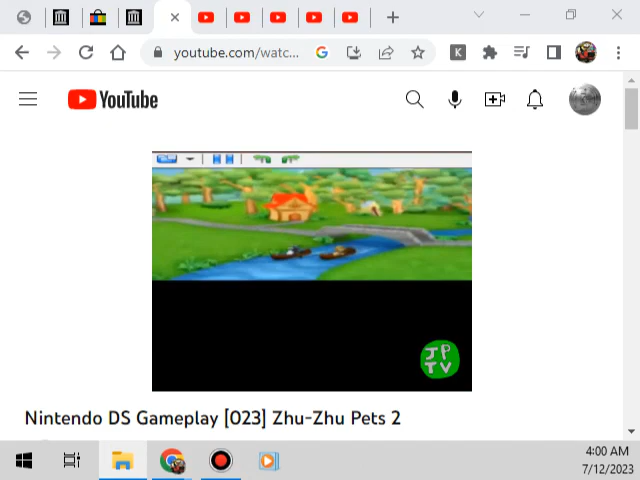 youtube.com/watc...
G
K
YouTube
JP
TV
Nintendo DS Gameplay [023] Zhu-Zhu Pets 2
4:00 AM
7/12/2023